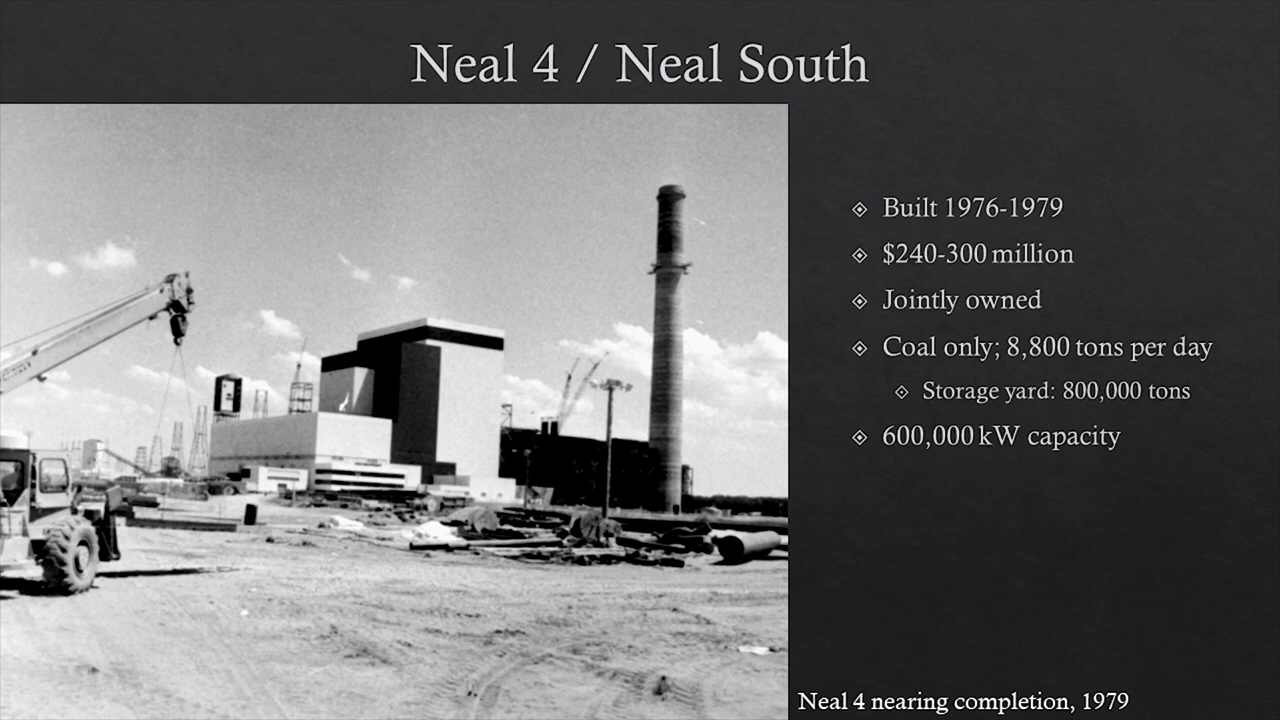 Neal 4 / Neal South
Built 1976-1979
$240-300 million
Jointly owned
Coal only; 8,800 tons per day
Storage yard: 800,000 tons
600,000 kW capacity
Neal 4 nearing completion, 1979